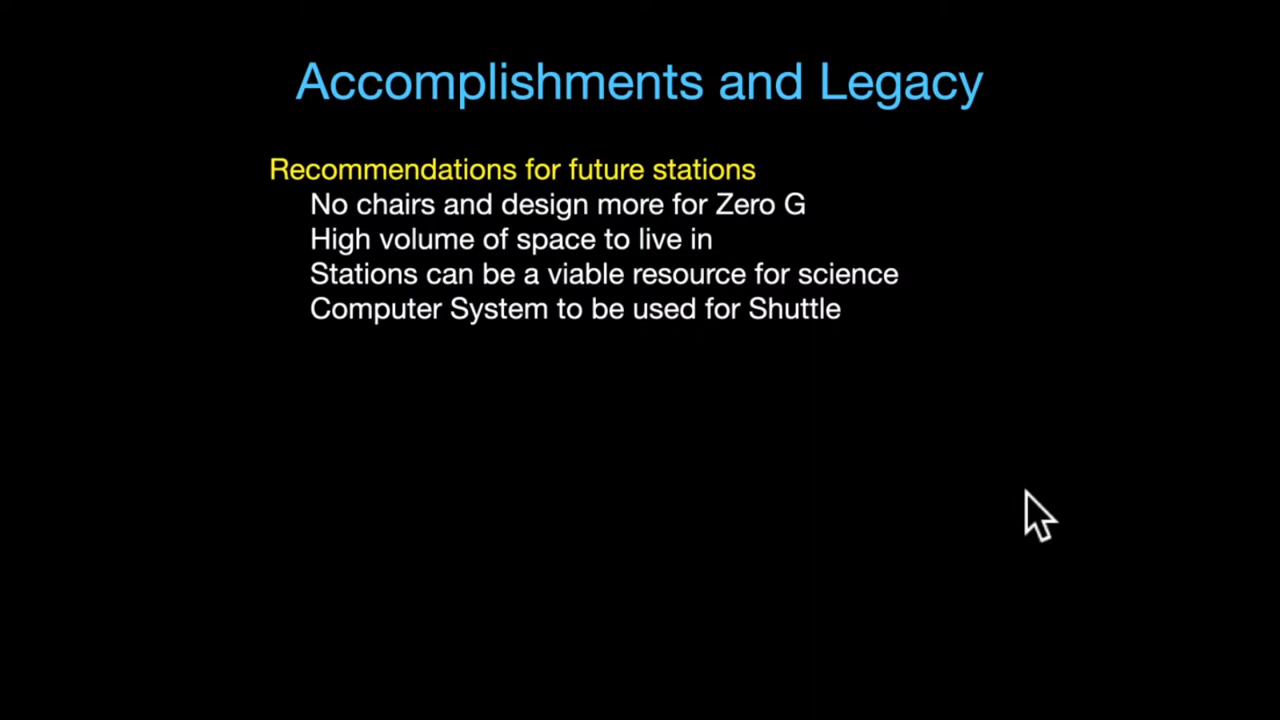 Accomplishments and Legacy
Recommendations for future stations
No chairs and design more for Zero G
High volume of space to live in
Stations can be a viable resource for science
Computer System to be used for Shuttle